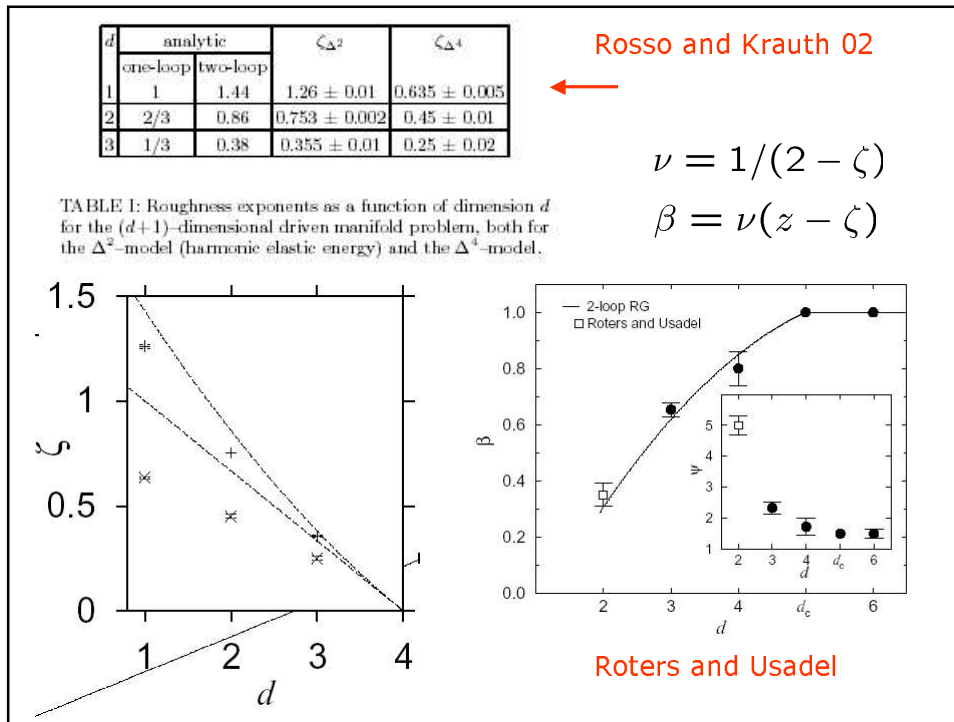 d analytic ζΔ² ζΔ⁴
one-loop two-loop
1 1 1.44 1.26 ± 0.01 0.635 ± 0.005
2 2/3 0.86 0.753 ± 0.002 0.45 ± 0.01
3 1/3 0.38 0.355 ± 0.01 0.25 ± 0.02
Rosso and Krauth 02
ν = 1/(2 − ζ)
β = ν(z − ζ)
TABLE I: Roughness exponents as a function of dimension d
for the (d+1)–dimensional driven manifold problem, both for
the Δ²–model (harmonic elastic energy) and the Δ⁴–model.
1.5
1
0.5
0
ζ
1 2 3 4
d
1.0
0.8
0.6
0.4
0.2
0.0
β
2-loop RG
Roters and Usadel
5
4
3
2
1
ψ
2 3 4 dc 6
d
2 3 4 dc 6
d
Roters and Usadel